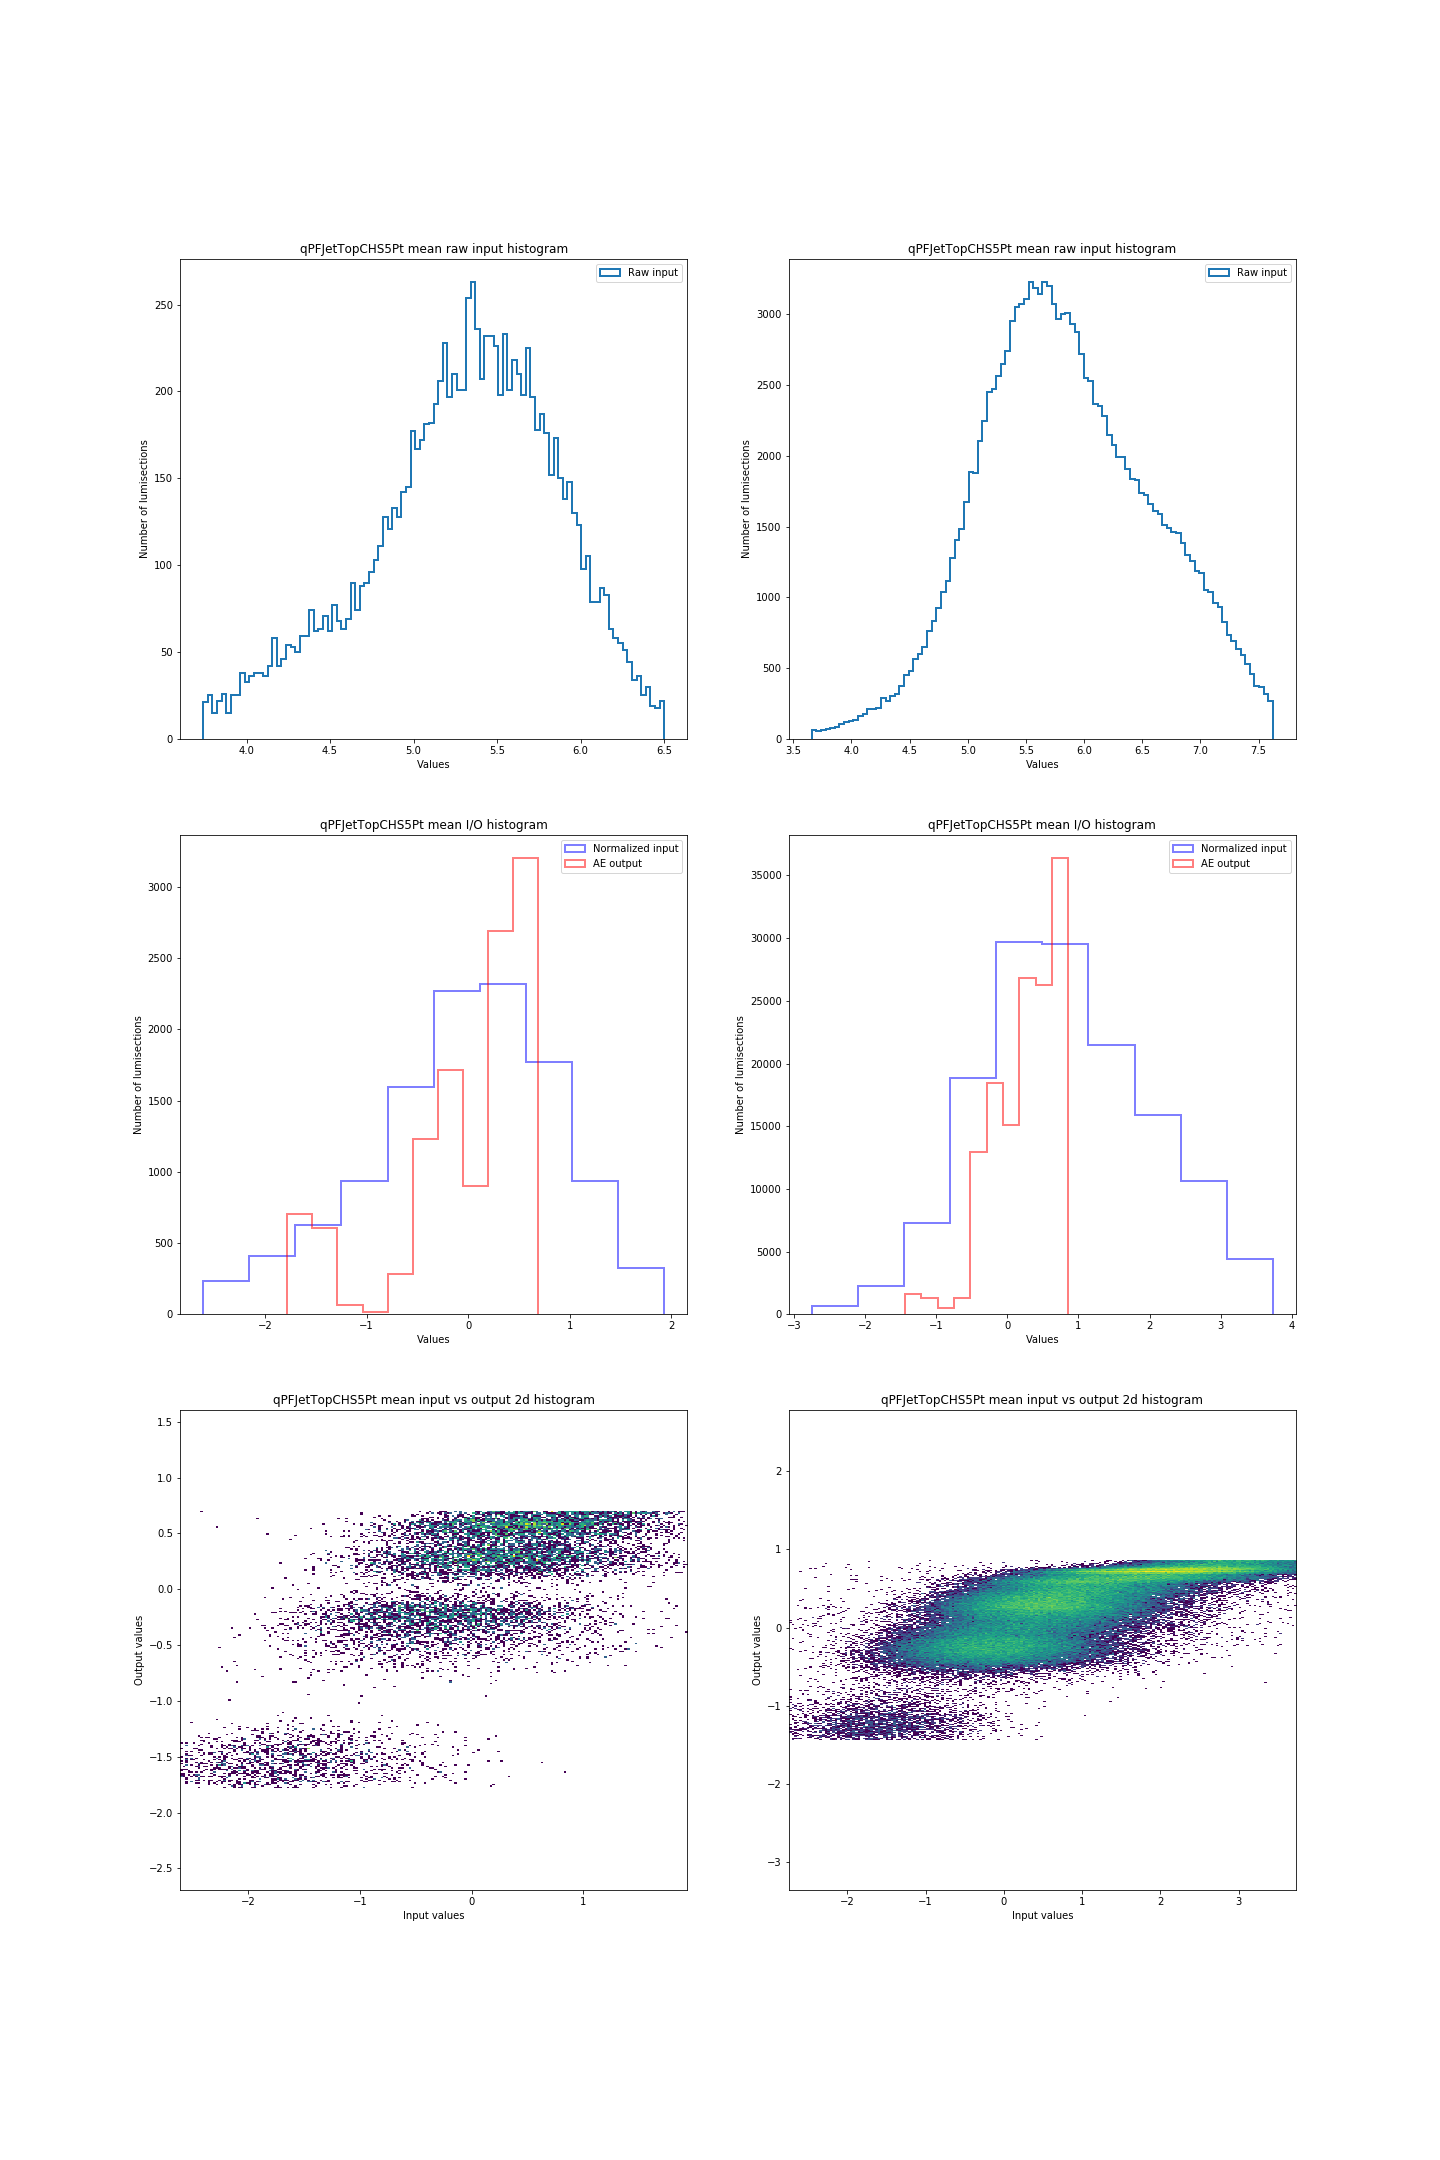 qPFJetTopCHS5Pt mean raw input histogram
Raw input
Number of lumisections
0
50
100
150
200
250
4.0 4.5 5.0 5.5 6.0 6.5
Values
qPFJetTopCHS5Pt mean raw input histogram
Raw input
Number of lumisections
0
500
1000
1500
2000
2500
3000
3.5 4.0 4.5 5.0 5.5 6.0 6.5 7.0 7.5
Values
qPFJetTopCHS5Pt mean I/O histogram
Normalized input
AE output
Number of lumisections
0
500
1000
1500
2000
2500
3000
−2 −1 0 1 2
Values
qPFJetTopCHS5Pt mean I/O histogram
Normalized input
AE output
Number of lumisections
0
5000
10000
15000
20000
25000
30000
35000
−3 −2 −1 0 1 2 3 4
Values
qPFJetTopCHS5Pt mean input vs output 2d histogram
Output values
1.5
1.0
0.5
0.0
−0.5
−1.0
−1.5
−2.0
−2.5
−2 −1 0 1
Input values
qPFJetTopCHS5Pt mean input vs output 2d histogram
Output values
2
1
0
−1
−2
−3
−2 −1 0 1 2 3
Input values